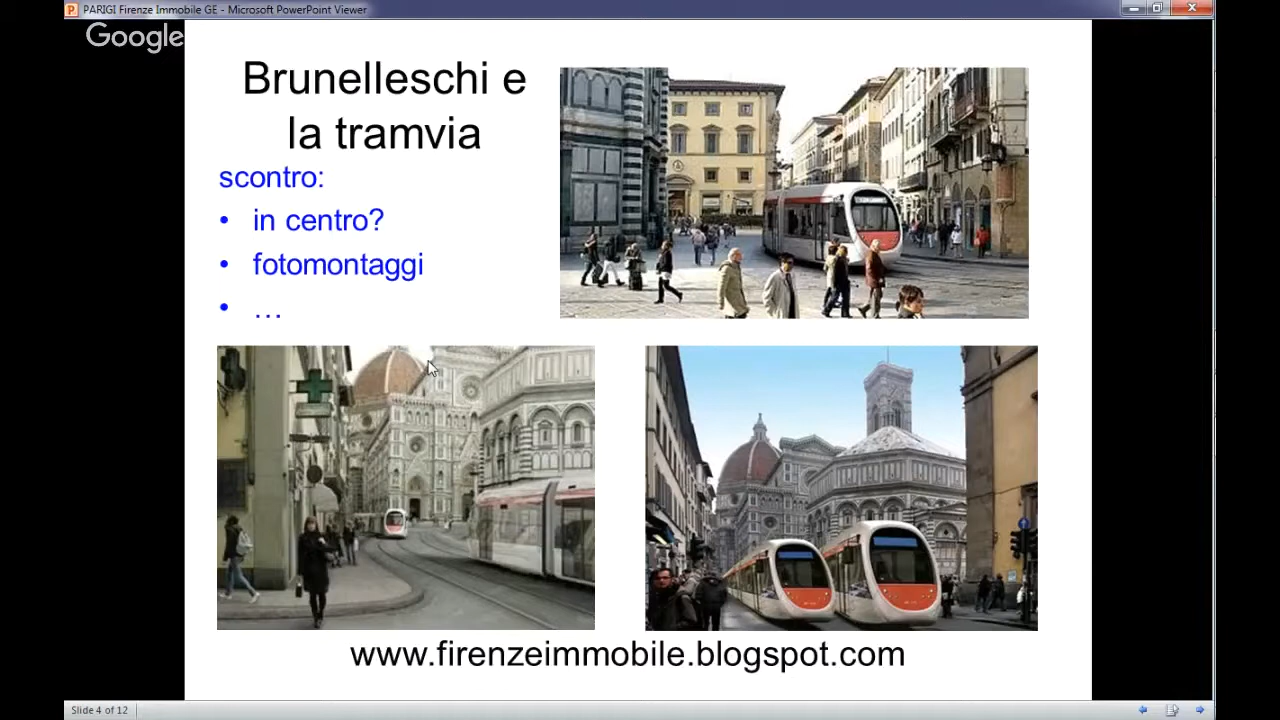 PARIGI Firenze Immobile GE - Microsoft PowerPoint Viewer
Google
Brunelleschi e
la tramvia
scontro:
• in centro?
• fotomontaggi
• …
www.firenzeimmobile.blogspot.com
Slide 4 of 12